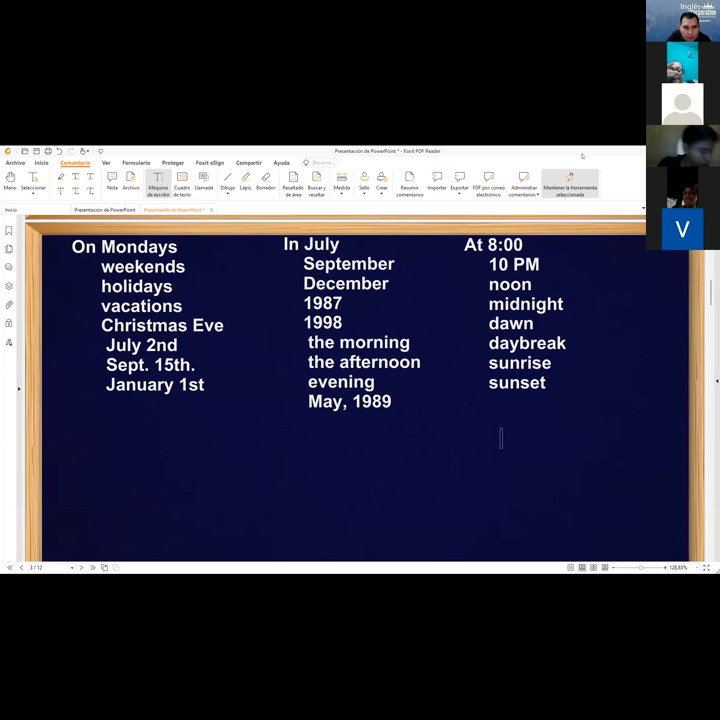 Inglés
Presentación de PowerPoint * - Foxit PDF Reader
Archivo Inicio Comentario Ver Formulario Proteger Foxit eSign Compartir Ayuda
Mano Seleccionar Nota Archivo Máquina de escribir Cuadro de texto Llamada Dibujo Lápiz Borrador Resaltado de área Buscar y resaltar Medida Sello Crear Resumir comentarios Importar Exportar FDF por correo electrónico Administrar comentarios Mantener la herramienta seleccionada
Inicio Presentación de PowerPoint Presentación de PowerPoint *
V
On Mondays
weekends
holidays
vacations
Christmas Eve
July 2nd
Sept. 15th.
January 1st
In July
September
December
1987
1998
the morning
the afternoon
evening
May, 1989
At 8:00
10 PM
noon
midnight
dawn
daybreak
sunrise
sunset
3 / 12
128,83%